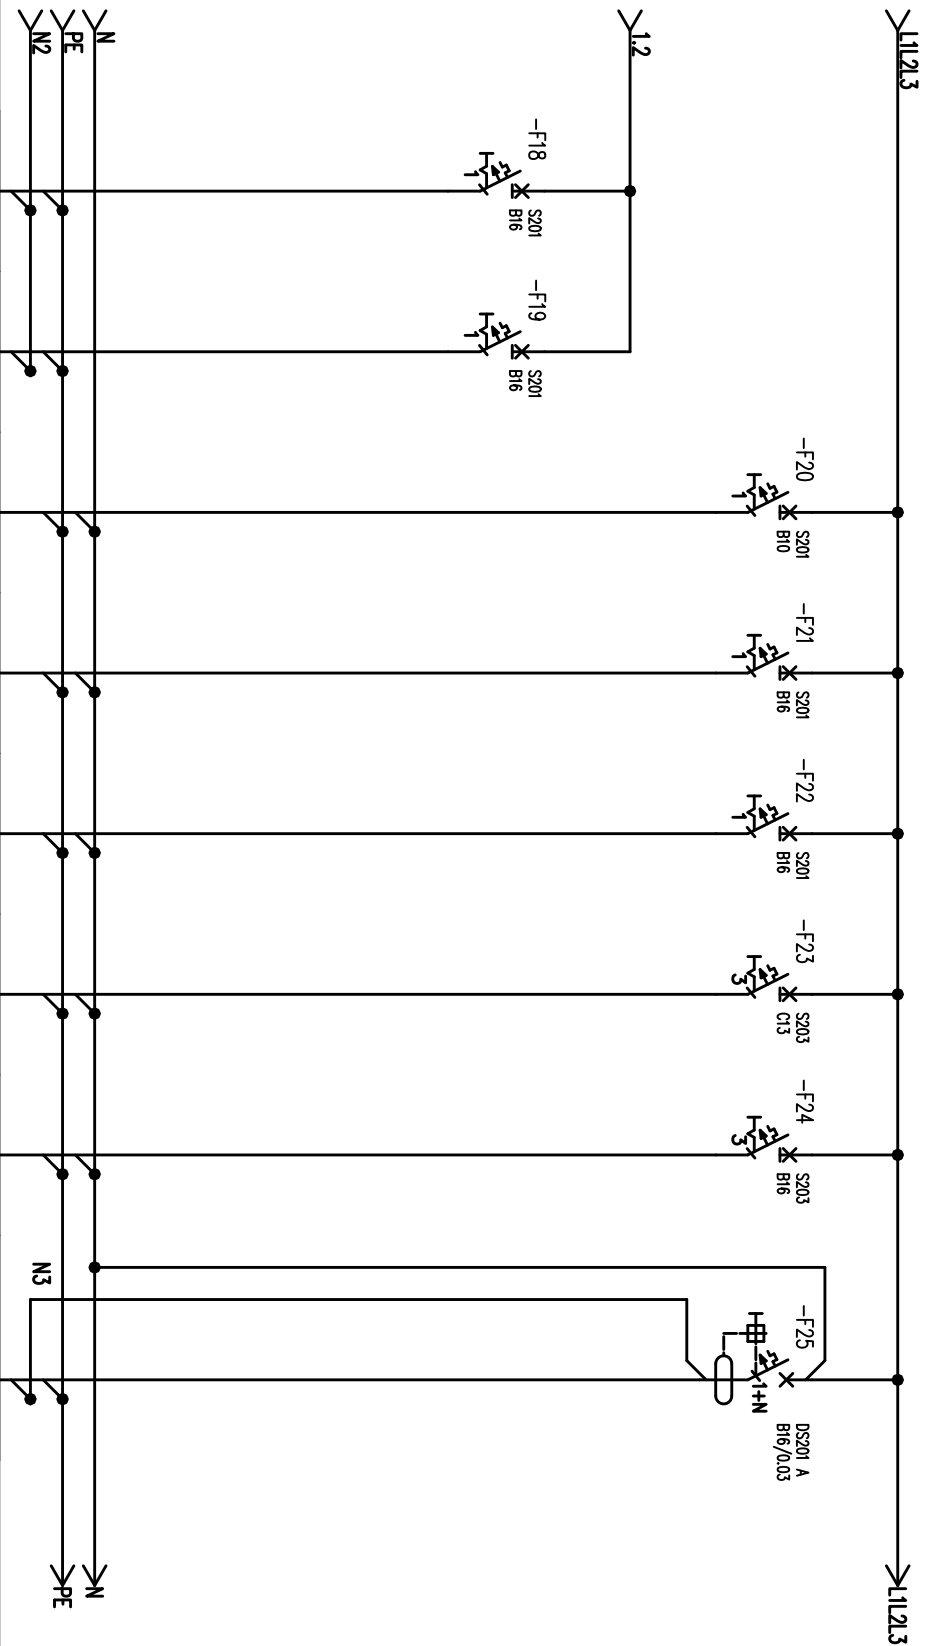 L1L2L3
L1L2L3
1.2
-F18
S201
B16
1
-F19
S201
B16
1
-F20
S201
B10
1
-F21
S201
B16
1
-F22
S201
B16
1
-F23
S203
C13
3
-F24
S203
B16
3
-F25
DS201 A
B16/0.03
1+N
N
N
PE
PE
N2
N3